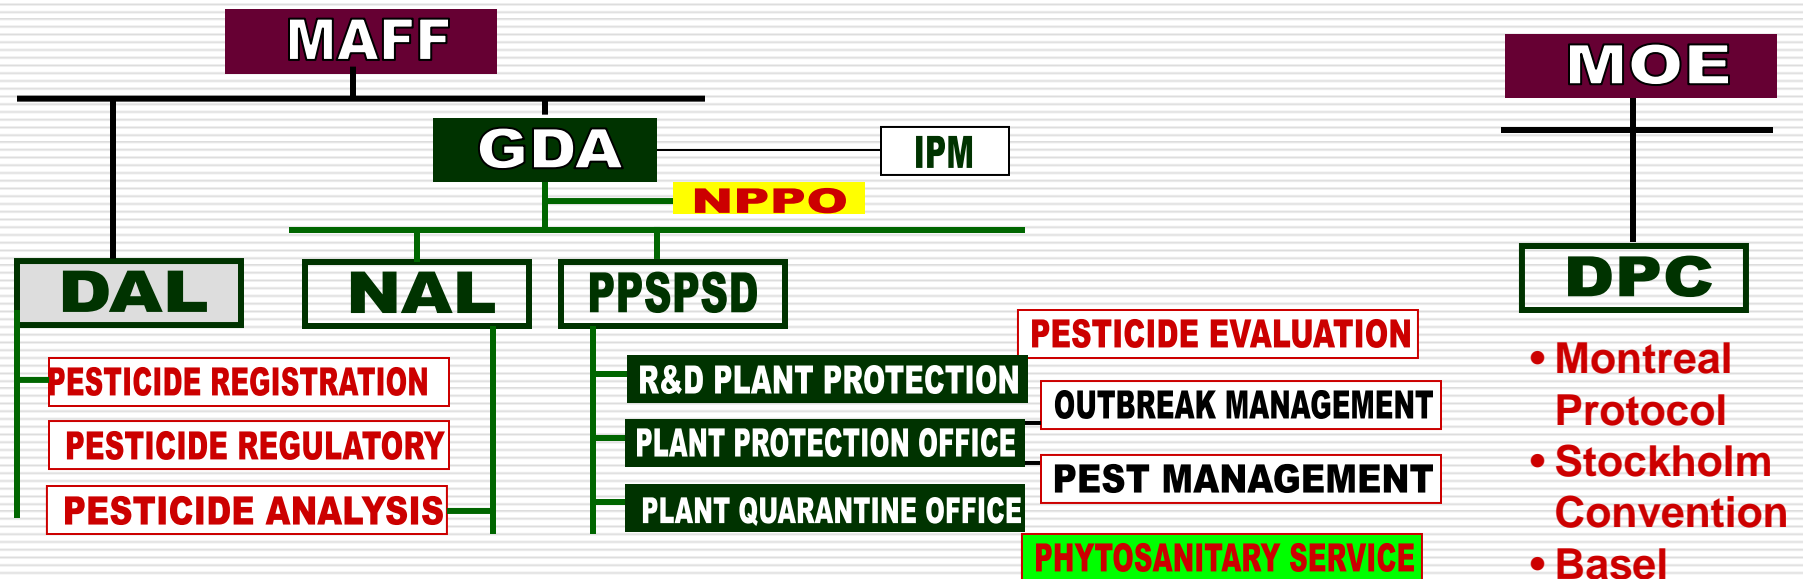 MAFF
MOE
GDA
IPM
NPPO
DAL
NAL
PPSPSD
DPC
PESTICIDE EVALUATION
PESTICIDE REGISTRATION
R&D PLANT PROTECTION
OUTBREAK MANAGEMENT
PESTICIDE REGULATORY
PLANT PROTECTION OFFICE
PEST MANAGEMENT
PESTICIDE ANALYSIS
PLANT QUARANTINE OFFICE
PHYTOSANITARY SERVICE
• Montreal
Protocol
• Stockholm
Convention
• Basel